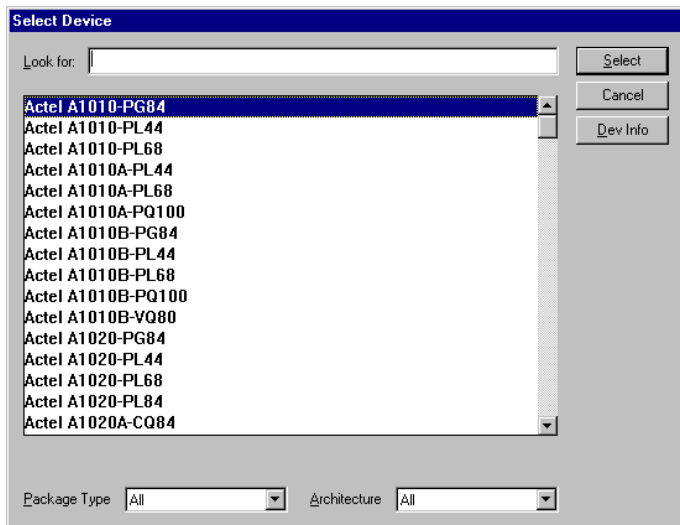 Select Device
Look for:
Select
Cancel
Dev Info
Actel A1010-PG84
Actel A1010-PL44
Actel A1010-PL68
Actel A1010A-PL44
Actel A1010A-PL68
Actel A1010A-PQ100
Actel A1010B-PG84
Actel A1010B-PL44
Actel A1010B-PL68
Actel A1010B-PQ100
Actel A1010B-VQ80
Actel A1020-PG84
Actel A1020-PL44
Actel A1020-PL68
Actel A1020-PL84
Actel A1020A-CQ84
Package Type All Architecture All